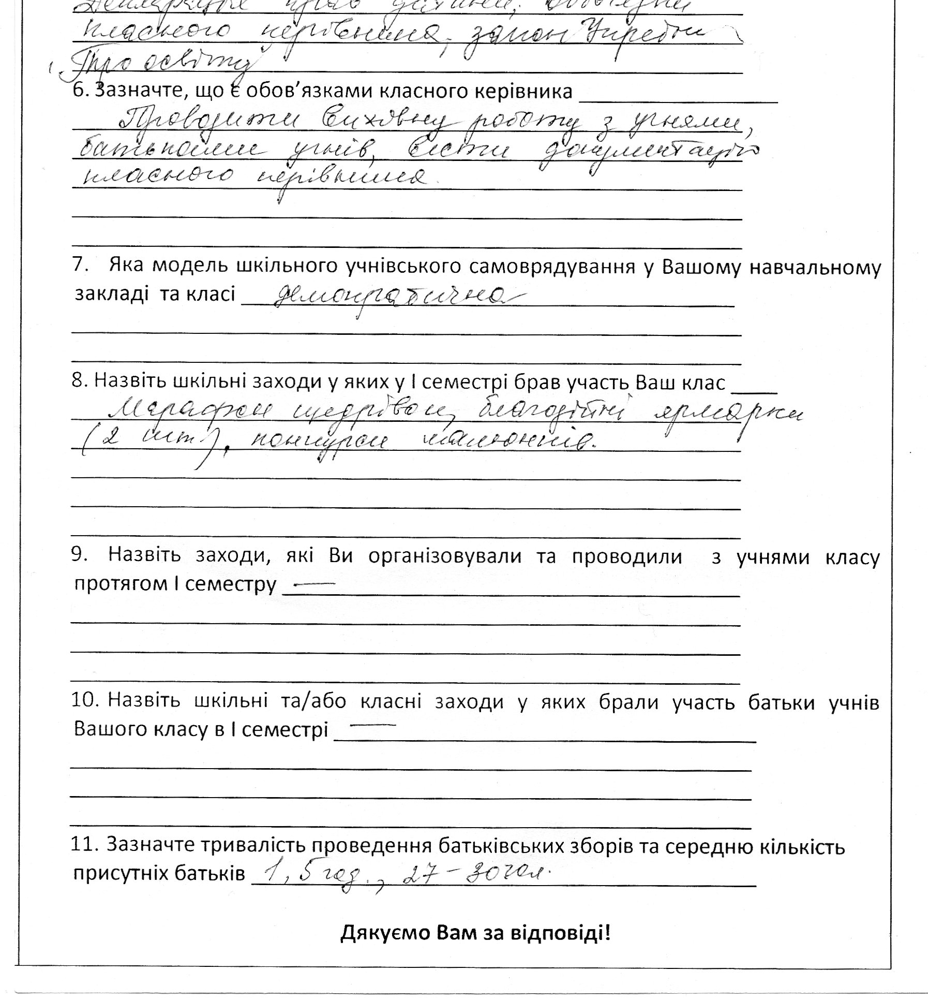 Декларація прав дитини, обов'язки
класного керівника, закон України
"Про освіту"
6. Зазначте, що є обов'язками класного керівника
Проводити виховну роботу з учнями,
батьками учнів, вести документацію
класного керівника.
7. Яка модель шкільного учнівського самоврядування у Вашому навчальному
закладі та класі демократична
8. Назвіть шкільні заходи у яких у І семестрі брав участь Ваш клас
Марафон щедрівок, благодійні ярмарки
(2 шт), конкурси малюнків.
9. Назвіть заходи, які Ви організовували та проводили з учнями класу
протягом І семестру —
10. Назвіть шкільні та/або класні заходи у яких брали участь батьки учнів
Вашого класу в І семестрі —
11. Зазначте тривалість проведення батьківських зборів та середню кількість
присутніх батьків 1,5 год., 27 – 30 чол.
Дякуємо Вам за відповіді!